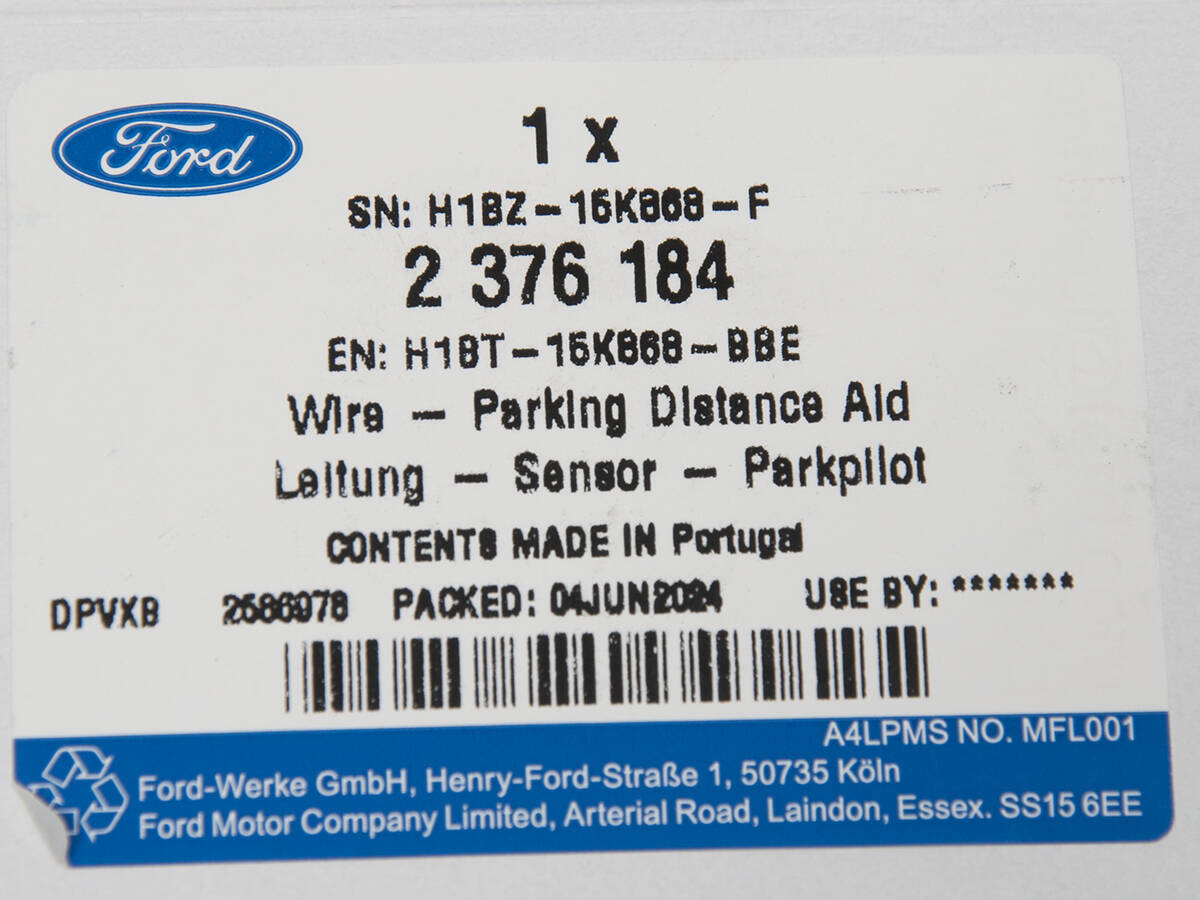 Ford
1 x
SN: H1BZ-15K868-F
2 376 184
EN: H1BT-15K868-BBE
Wire - Parking Distance Aid
Leitung - Sensor - Parkpilot
CONTENTS MADE IN Portugal
DPVXB PACKED: 04JUN2024 USE BY: *******
A4LPMS NO. MFL001
Ford-Werke GmbH, Henry-Ford-Straße 1, 50735 Köln
Ford Motor Company Limited, Arterial Road, Laindon, Essex. SS15 6EE